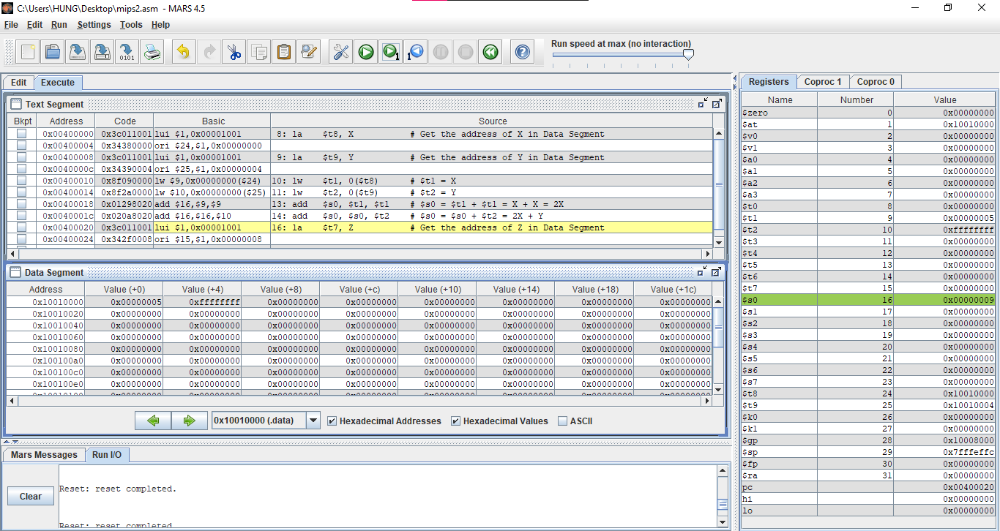 C:\Users\HUNG\Desktop\mips2.asm - MARS 4.5
File Edit Run Settings Tools Help
Run speed at max (no interaction)
Edit Execute
Text Segment
Bkpt Address Code Basic Source
0x00400000 0x3c011001 lui $1,0x00001001 8: la $t8, X # Get the address of X in Data Segment
0x00400004 0x34380000 ori $24,$1,0x00000000
0x00400008 0x3c011001 lui $1,0x00001001 9: la $t9, Y # Get the address of Y in Data Segment
0x0040000c 0x34390004 ori $25,$1,0x00000004
0x00400010 0x8f090000 lw $9,0x00000000($24) 10: lw $t1, 0($t8) # $t1 = X
0x00400014 0x8f2a0000 lw $10,0x00000000($25) 11: lw $t2, 0($t9) # $t2 = Y
0x00400018 0x01298020 add $16,$9,$9 13: add $s0, $t1, $t1 # $s0 = $t1 + $t1 = X + X = 2X
0x0040001c 0x020a8020 add $16,$16,$10 14: add $s0, $s0, $t2 # $s0 = $s0 + $t2 = 2X + Y
0x00400020 0x3c011001 lui $1,0x00001001 16: la $t7, Z # Get the address of Z in Data Segment
0x00400024 0x342f0008 ori $15,$1,0x00000008
Data Segment
Address Value (+0) Value (+4) Value (+8) Value (+c) Value (+10) Value (+14) Value (+18) Value (+1c)
0x10010000 0x00000005 0xffffffff 0x00000000 0x00000000 0x00000000 0x00000000 0x00000000 0x00000000
0x10010020 0x00000000 0x00000000 0x00000000 0x00000000 0x00000000 0x00000000 0x00000000 0x00000000
0x10010040 0x00000000 0x00000000 0x00000000 0x00000000 0x00000000 0x00000000 0x00000000 0x00000000
0x10010060 0x00000000 0x00000000 0x00000000 0x00000000 0x00000000 0x00000000 0x00000000 0x00000000
0x10010080 0x00000000 0x00000000 0x00000000 0x00000000 0x00000000 0x00000000 0x00000000 0x00000000
0x100100a0 0x00000000 0x00000000 0x00000000 0x00000000 0x00000000 0x00000000 0x00000000 0x00000000
0x100100c0 0x00000000 0x00000000 0x00000000 0x00000000 0x00000000 0x00000000 0x00000000 0x00000000
0x100100e0 0x00000000 0x00000000 0x00000000 0x00000000 0x00000000 0x00000000 0x00000000 0x00000000
0x10010000 (.data) Hexadecimal Addresses Hexadecimal Values ASCII
Mars Messages Run I/O
Clear
Reset: reset completed.
Reset: reset completed
Registers Coproc 1 Coproc 0
Name Number Value
$zero 0 0x00000000
$at 1 0x10010000
$v0 2 0x00000000
$v1 3 0x00000000
$a0 4 0x00000000
$a1 5 0x00000000
$a2 6 0x00000000
$a3 7 0x00000000
$t0 8 0x00000000
$t1 9 0x00000005
$t2 10 0xffffffff
$t3 11 0x00000000
$t4 12 0x00000000
$t5 13 0x00000000
$t6 14 0x00000000
$t7 15 0x00000000
$s0 16 0x00000009
$s1 17 0x00000000
$s2 18 0x00000000
$s3 19 0x00000000
$s4 20 0x00000000
$s5 21 0x00000000
$s6 22 0x00000000
$s7 23 0x00000000
$t8 24 0x10010000
$t9 25 0x10010004
$k0 26 0x00000000
$k1 27 0x00000000
$gp 28 0x10008000
$sp 29 0x7fffeffc
$fp 30 0x00000000
$ra 31 0x00000000
pc 0x00400020
hi 0x00000000
lo 0x00000000